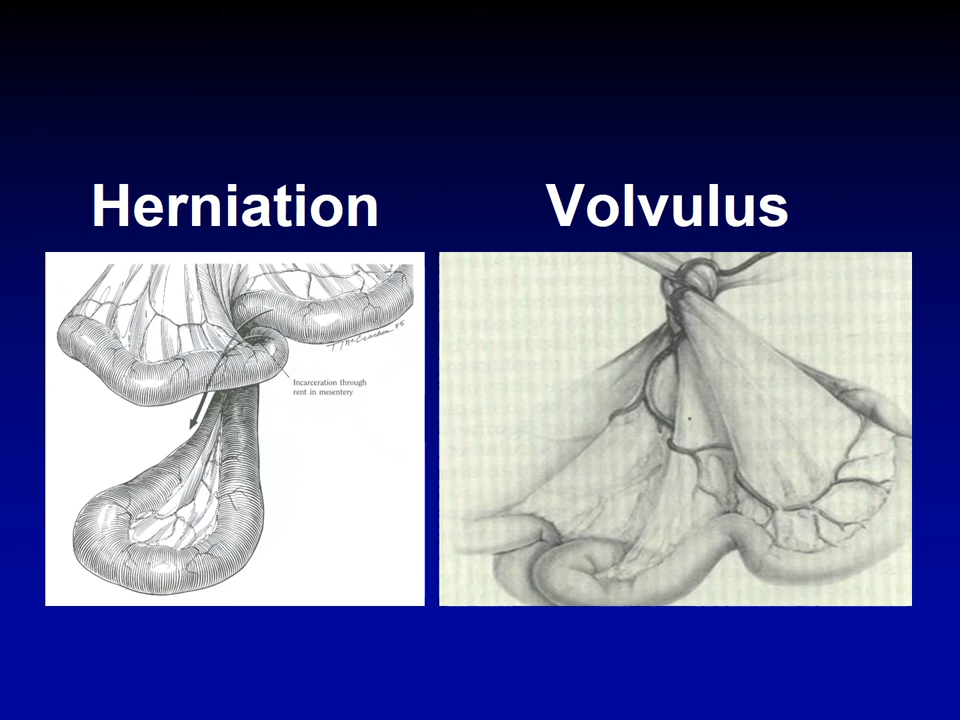 Herniation
Volvulus
Incarceration through
rent in mesentery